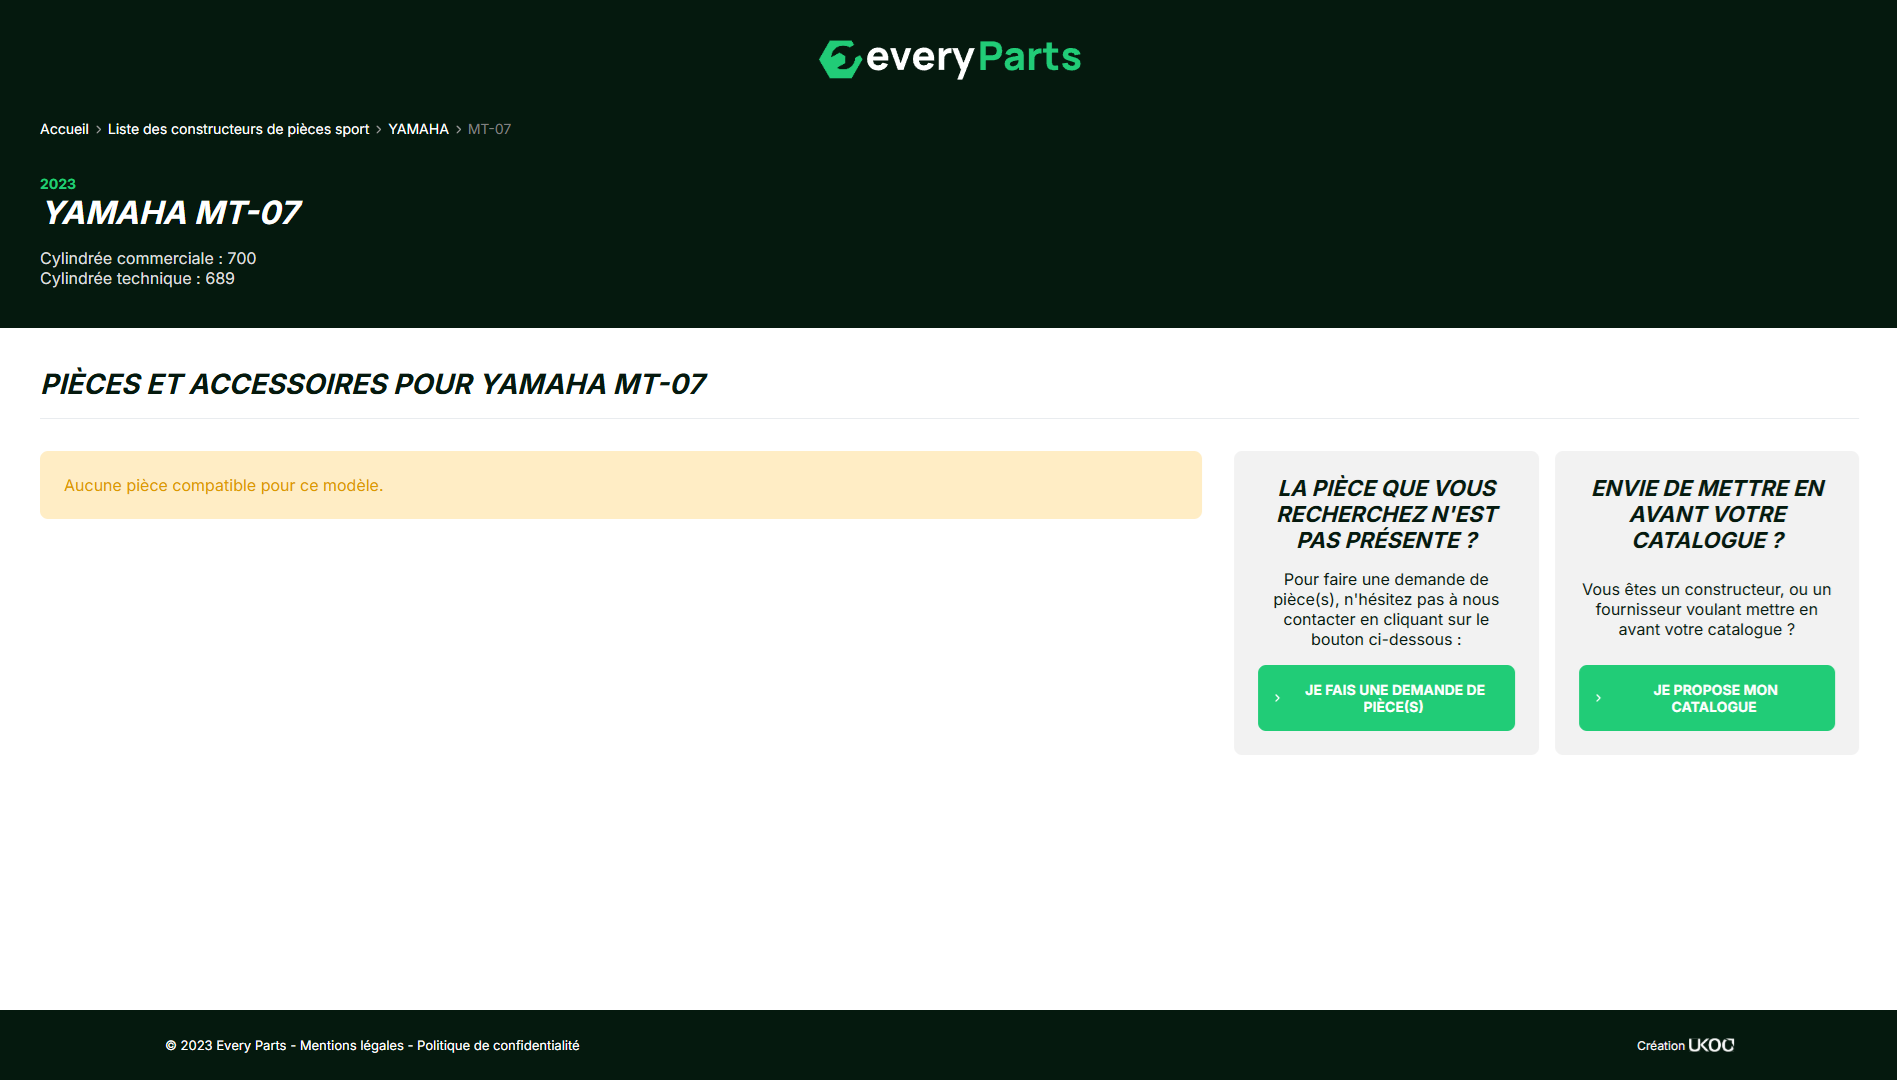 everyParts
Accueil > Liste des constructeurs de pièces sport > YAMAHA > MT-07
2023
YAMAHA MT-07
Cylindrée commerciale : 700
Cylindrée technique : 689
PIÈCES ET ACCESSOIRES POUR YAMAHA MT-07
Aucune pièce compatible pour ce modèle.
LA PIÈCE QUE VOUS
RECHERCHEZ N'EST
PAS PRÉSENTE ?
Pour faire une demande de
pièce(s), n'hésitez pas à nous
contacter en cliquant sur le
bouton ci-dessous :
> JE FAIS UNE DEMANDE DE
PIÈCE(S)
ENVIE DE METTRE EN
AVANT VOTRE
CATALOGUE ?
Vous êtes un constructeur, ou un
fournisseur voulant mettre en
avant votre catalogue ?
> JE PROPOSE MON
CATALOGUE
© 2023 Every Parts - Mentions légales - Politique de confidentialité
Création UKOO